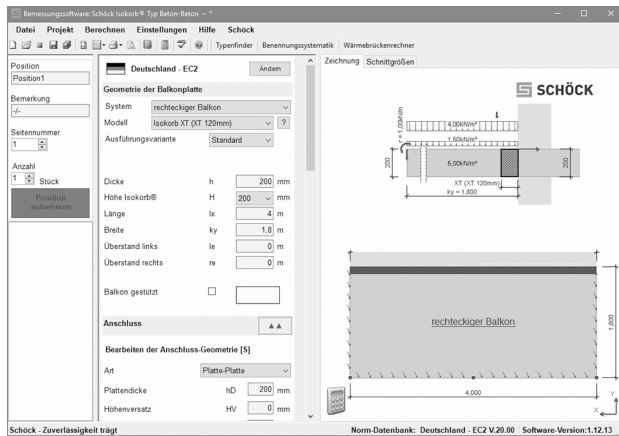 Bemessungssoftware: Schöck Isokorb® Typ Beton-Beton - *
Datei Projekt Berechnen Einstellungen Hilfe Schöck
Typenfinder Benennungssystematik Wärmebrückenrechner
Position
Position1
Bemerkung
-/-
Seitennummer
1
Anzahl
1 Stück
Position aufnehmen
Deutschland - EC2 Ändern
Geometrie der Balkonplatte
System rechteckiger Balkon
Modell Isokorb XT (XT 120mm) ?
Ausführungsvariante Standard
Dicke h 200 mm
Höhe Isokorb® H 200 mm
Länge lx 4 m
Breite ky 1,8 m
Überstand links le 0 m
Überstand rechts re 0 m
Balkon gestützt
Anschluss
Bearbeiten der Anschluss-Geometrie [S]
Art Platte-Platte
Plattendicke hD 200 mm
Höhenversatz HV 0 mm
Zeichnung Schnittgrößen
SCHÖCK
r = 1,00kN/m
4,00kN/m²
1,50kN/m²
200
5,00kN/m²
200
XT (XT 120mm)
ky = 1,800
rechteckiger Balkon
1,800
4,000
Y
X
Schöck - Zuverlässigkeit trägt
Norm-Datenbank: Deutschland - EC2 V.20.00 Software-Version:1.12.13